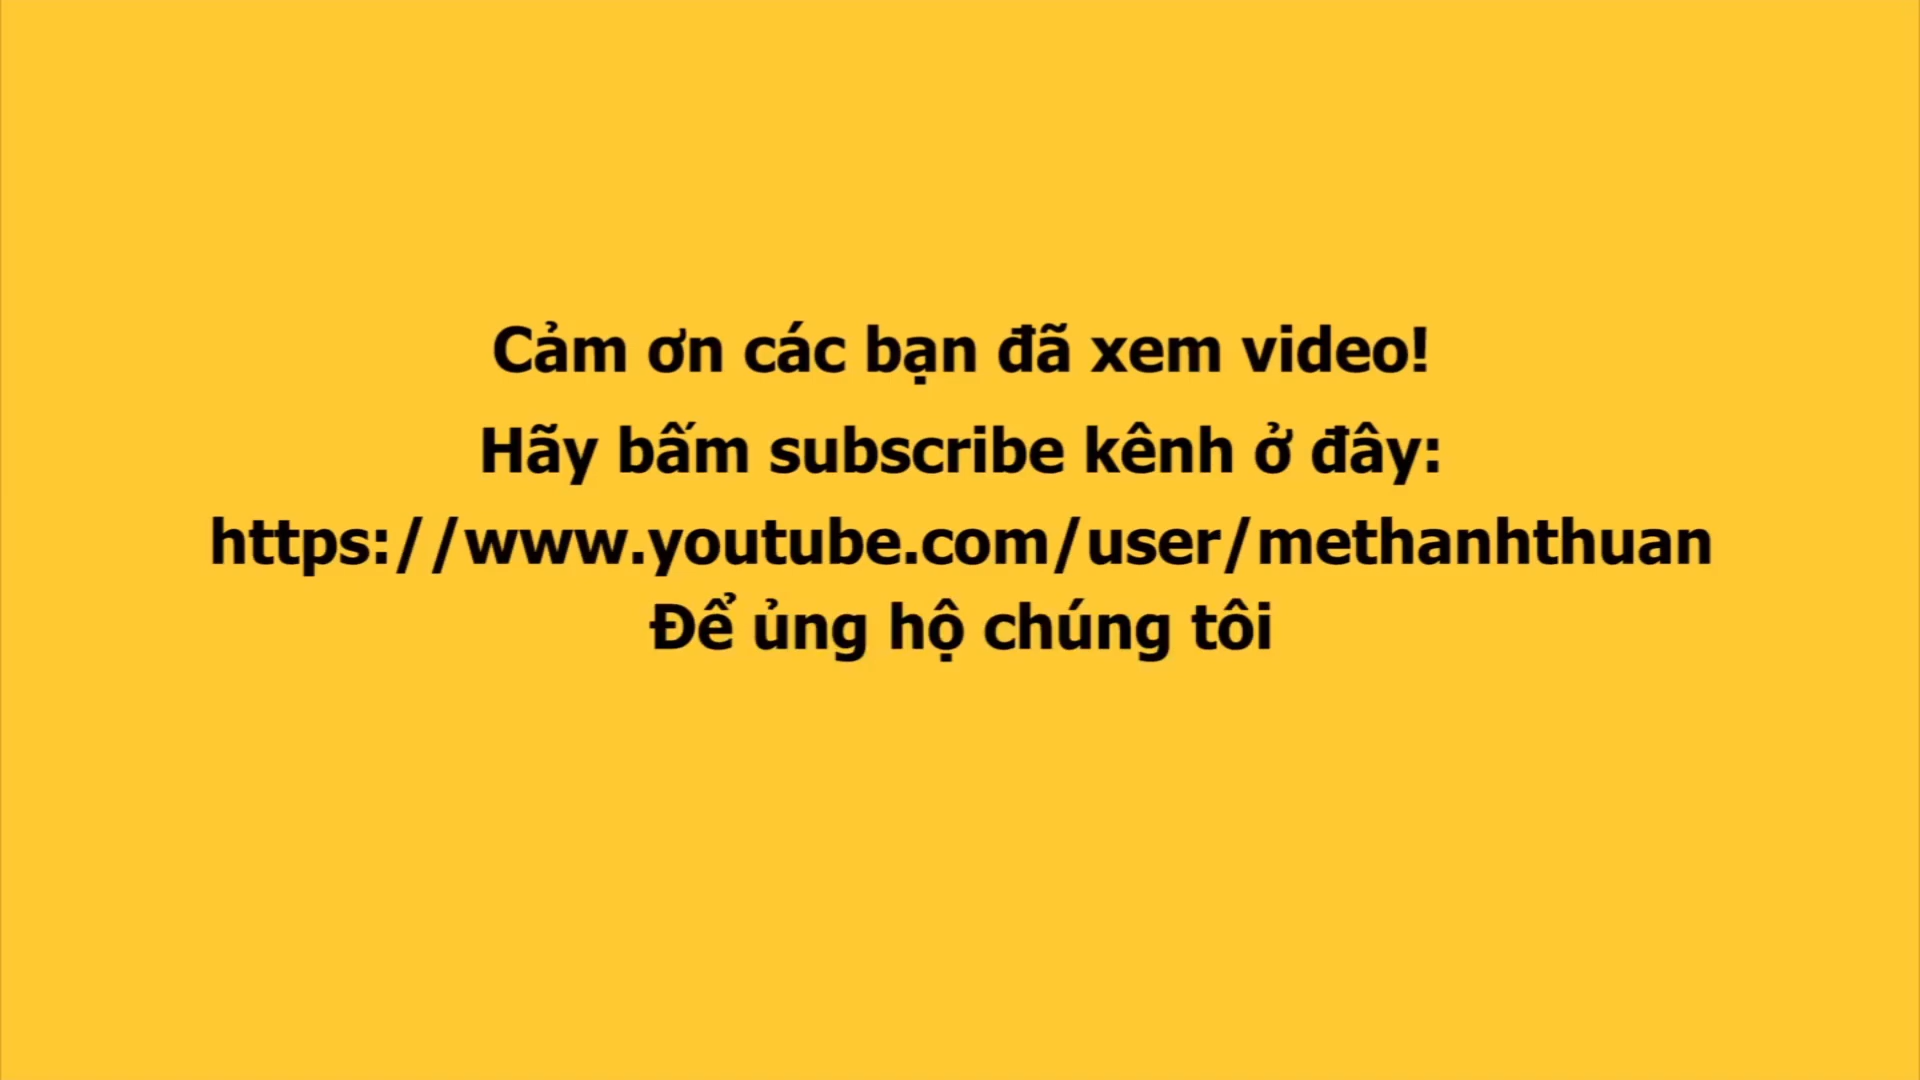 Cảm ơn các bạn đã xem video!
Hãy bấm subscribe kênh ở đây:
https://www.youtube.com/user/methanhthuan
Để ủng hộ chúng tôi